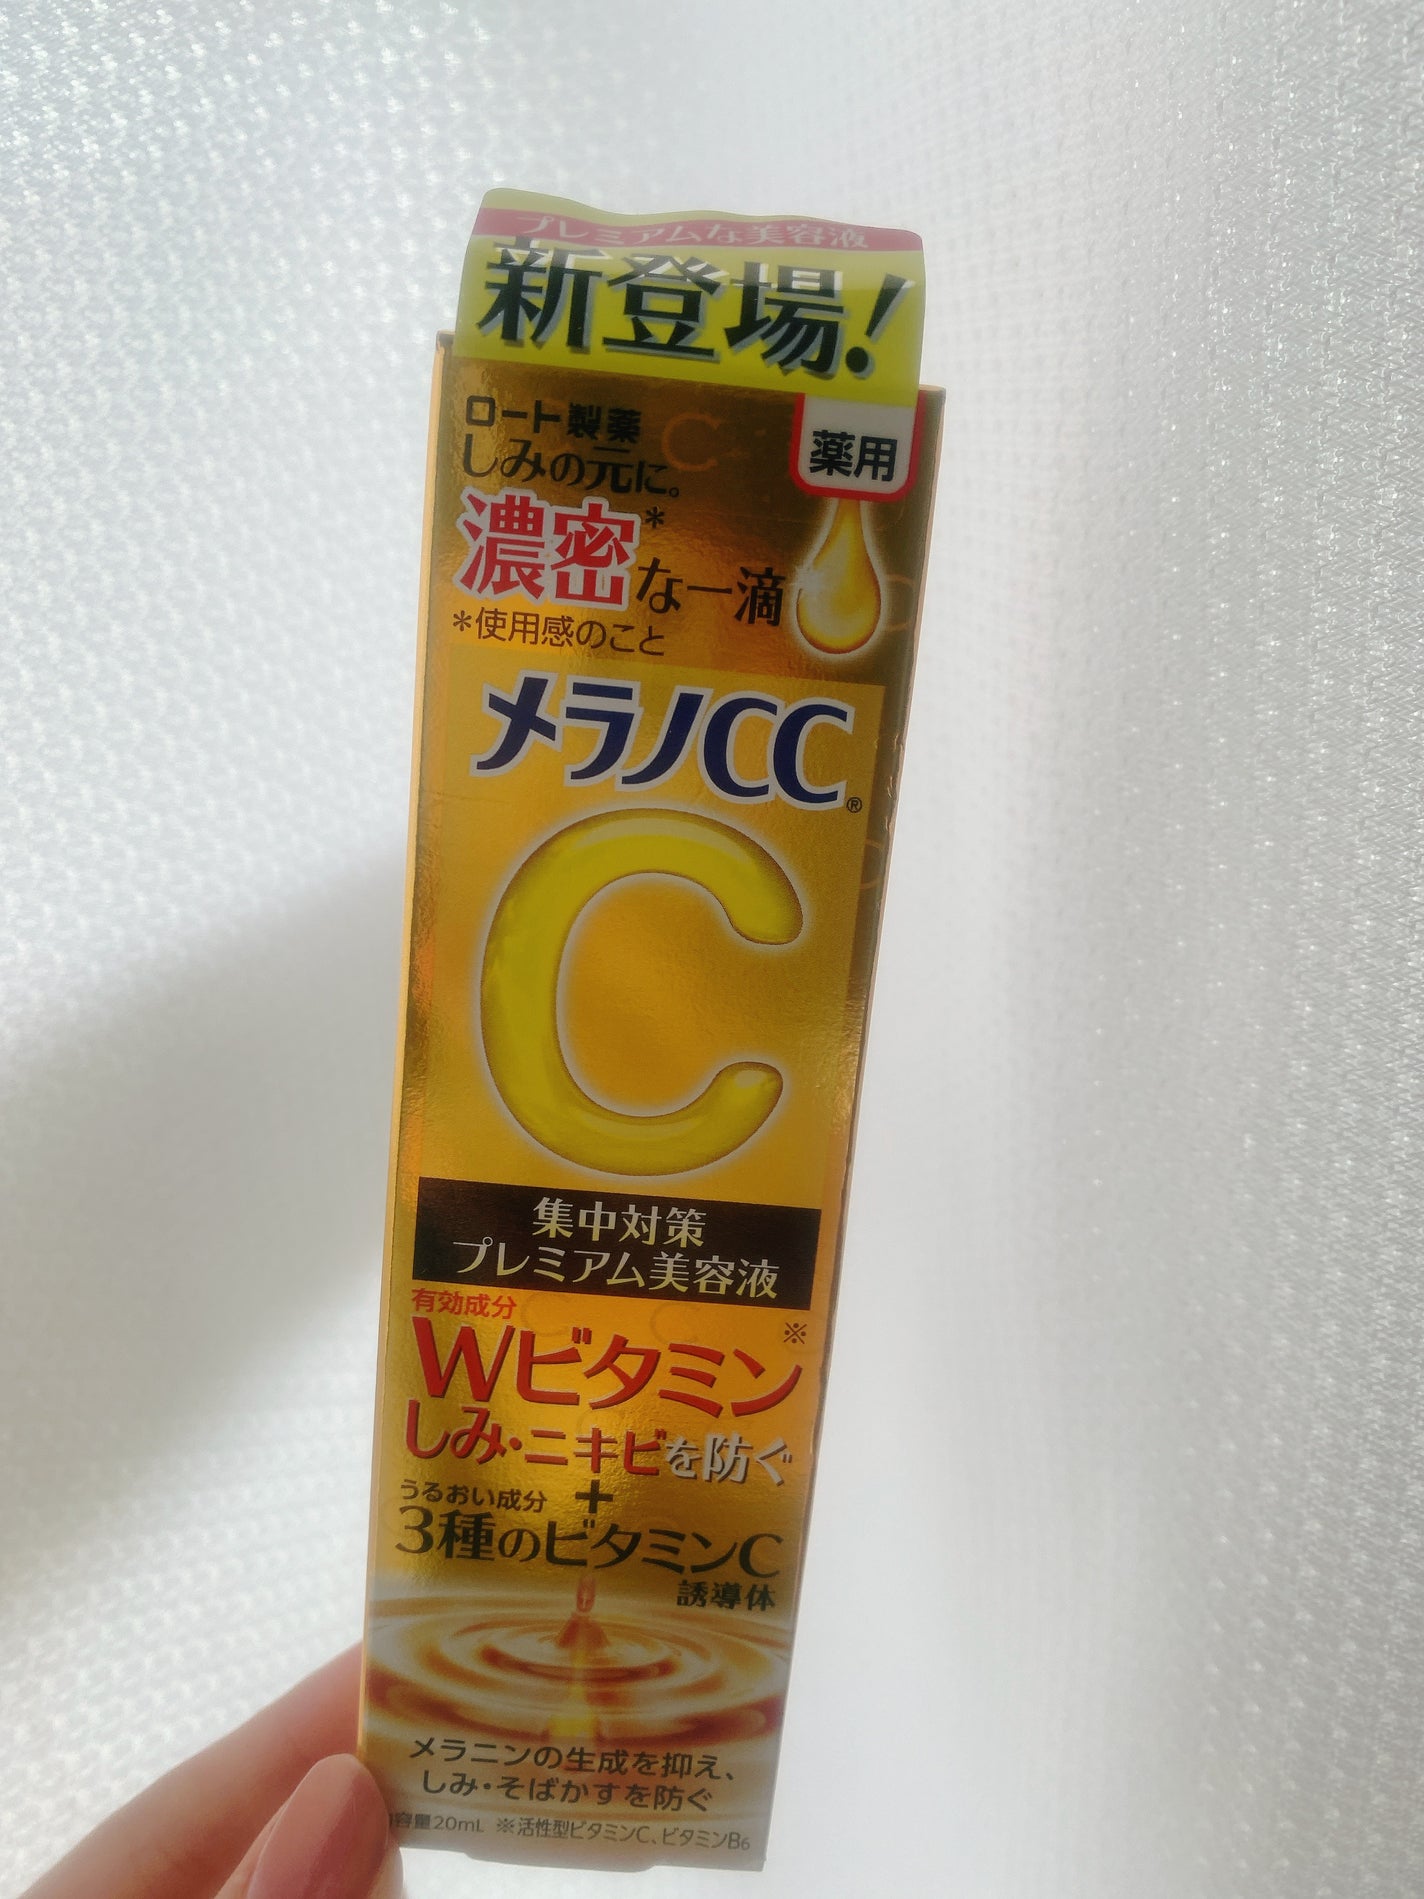 プレミアムな美容液
新登場!
ロート製薬
薬用
しみの元に。
濃密*な一滴
*使用感のこと
メラノCC®
C
集中対策
プレミアム美容液
有効成分
Wビタミン※
しみ・ニキビを防ぐ
+
うるおい成分
3種のビタミンC
誘導体
メラニンの生成を抑え、
しみ・そばかすを防ぐ
容量20mL ※活性型ビタミンC、ビタミンB6